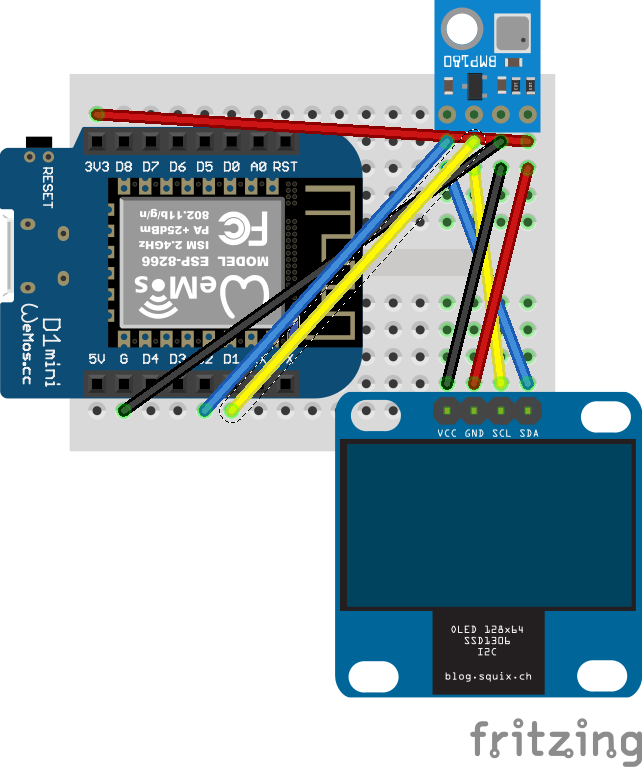 BMP180
3V3 D8 D7 D6 D5 D0 A0 RST
RESET
802.11b/g/n
PA +25dBm
ISM 2.4GHz
FC
MODEL ESP-8266
WeMos
D1 mini
WeMos.cc
5V G D4 D3 D1
VCC GND SCL SDA
OLED 128x64
SSD1306
I2C
blog.squix.ch
fritzing